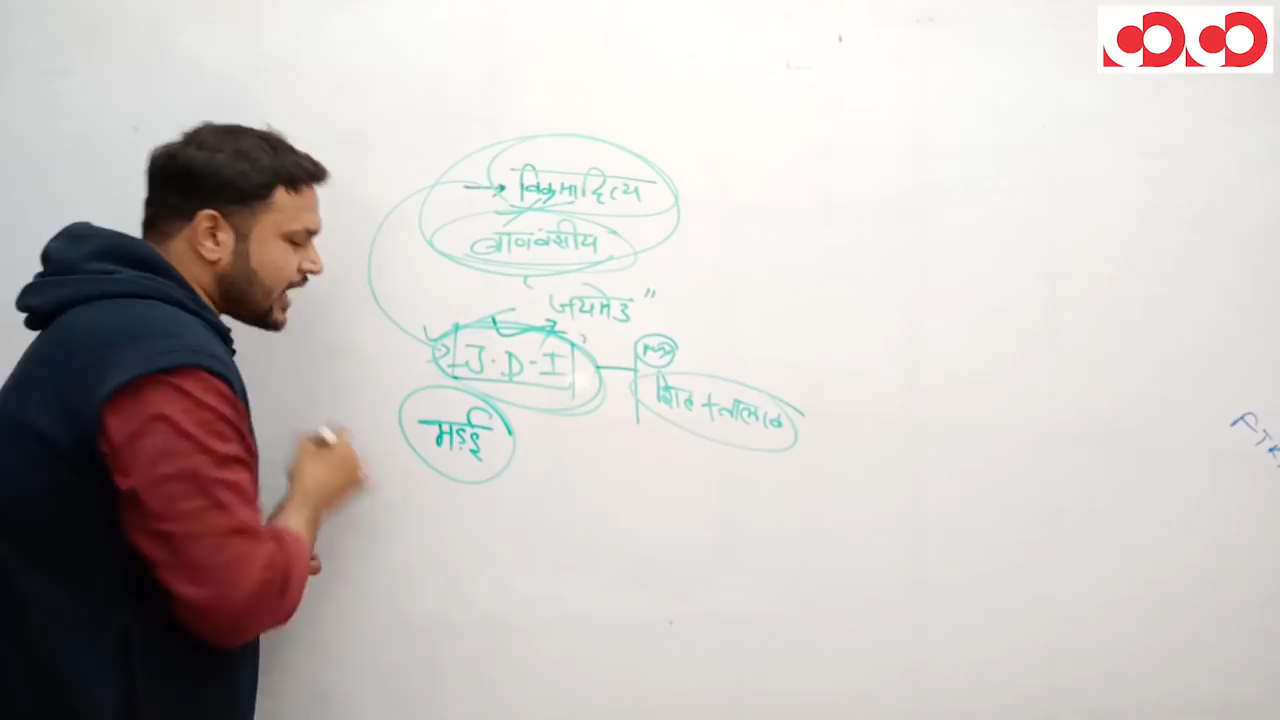 विक्रमादित्य
बाणवंशीय
जयमेउ"
J.D-I
शिव + तालाब
मड़ई